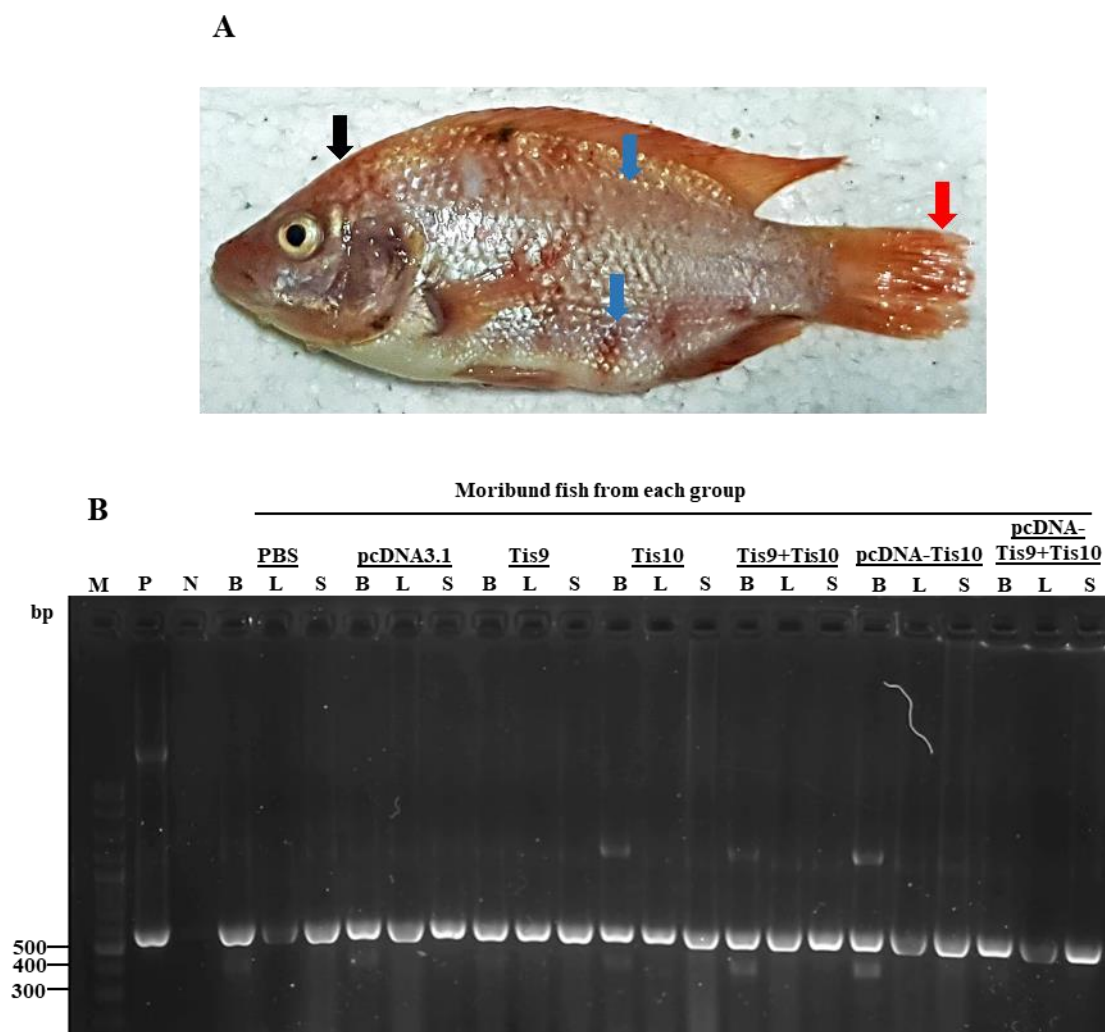 A
B
Moribund fish from each group
PBS pcDNA3.1 Tis9 Tis10 Tis9+Tis10 pcDNA-Tis10 pcDNA-
Tis9+Tis10
M P N B L S B L S B L S B L S B L S B L S B L S
bp
500
400
300